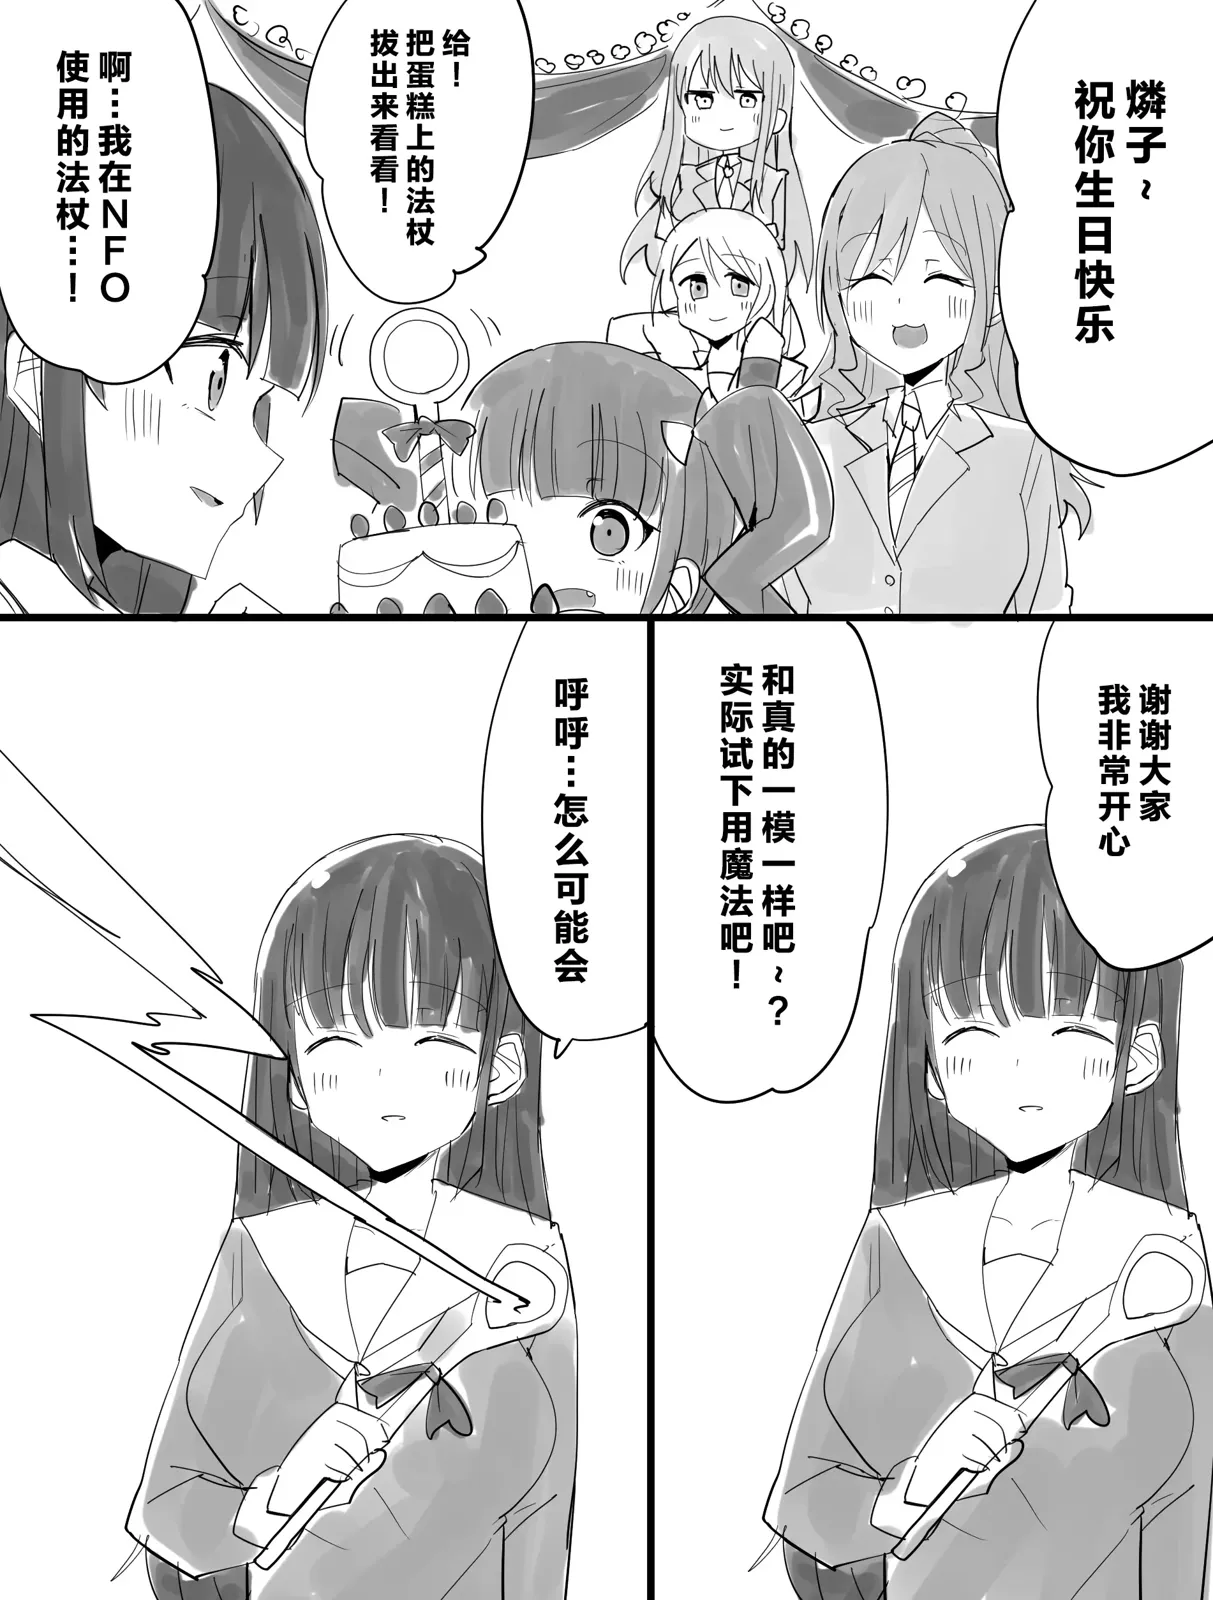 燐子～
祝你生日快乐
给！
把蛋糕上的法杖
拔出来看看！
啊…我在NFO
使用的法杖…！
谢谢大家
我非常开心
和真的一模一样吧～？
实际试下用魔法吧！
呼呼…怎么可能会